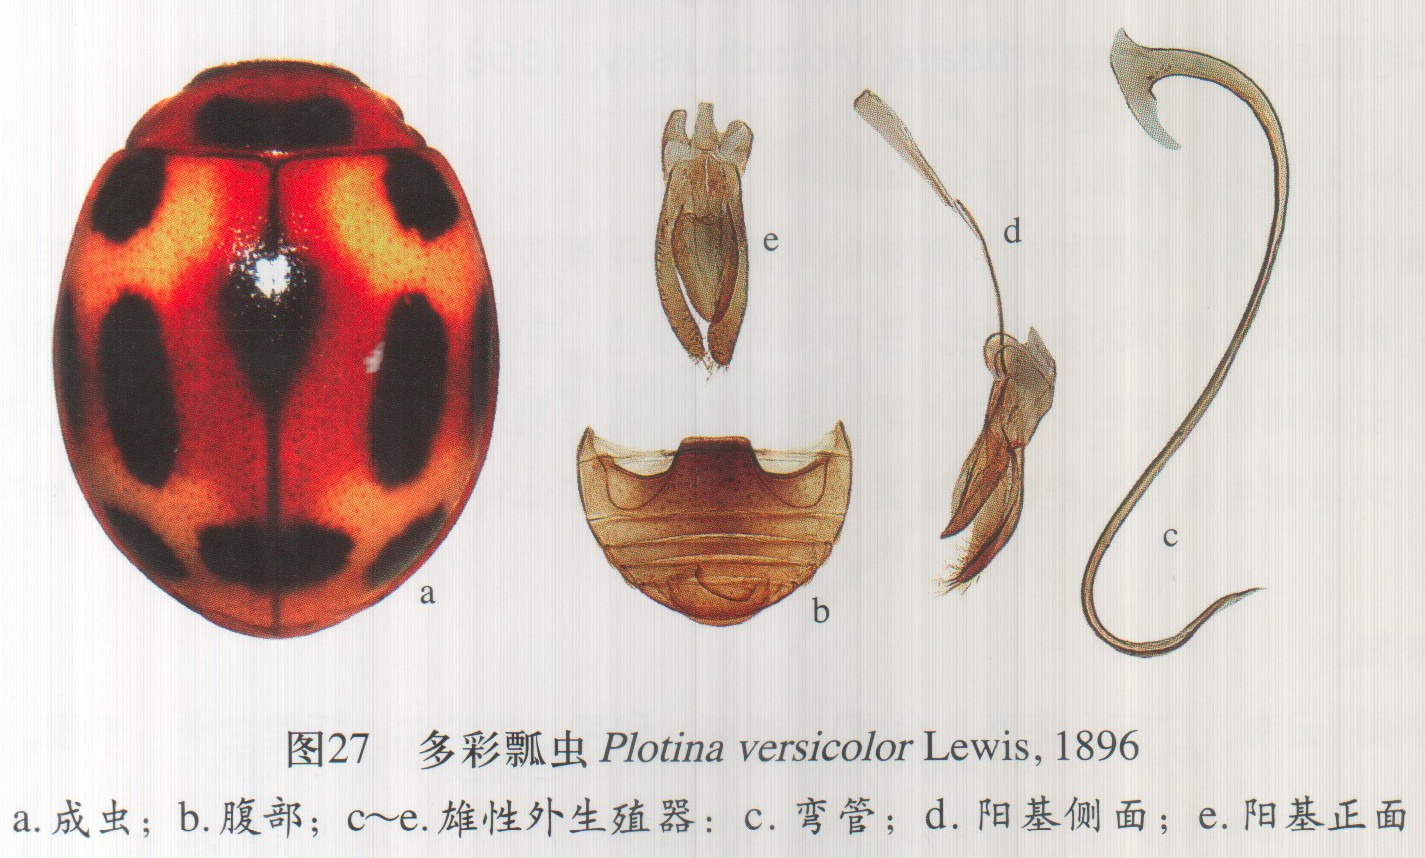 e
d
c
a
b
图27 多彩瓢虫 Plotina versicolor Lewis, 1896
a. 成虫；b. 腹部；c～e. 雄性外生殖器：c. 弯管；d. 阳基侧面；e. 阳基正面